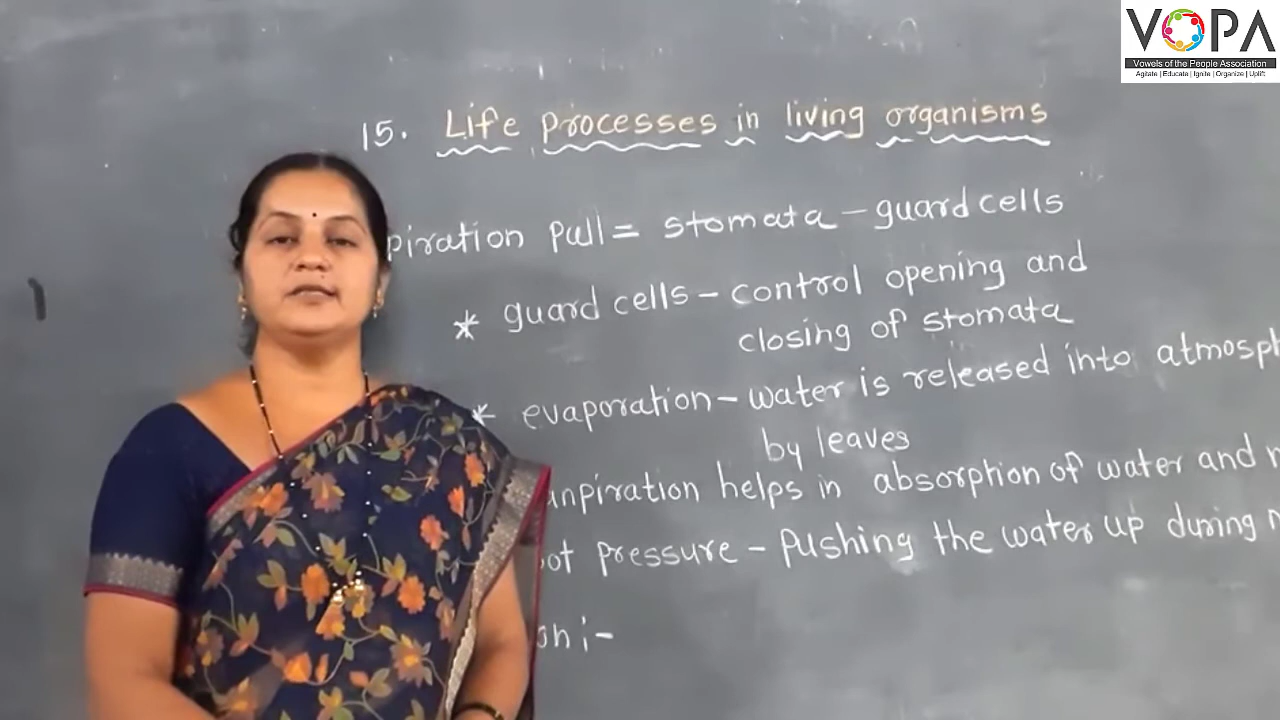 VOPA
Vowels of the People Association
Agitate | Educate | Ignite | Organize | Uplift
15. Life processes in living organisms
piration pull = stomata - guard cells
* guard cells - control opening and
closing of stomata
* evaporation - water is released into atmosph
by leaves
anpiration helps in absorption of water and
ot pressure - pushing the water up during
on :-